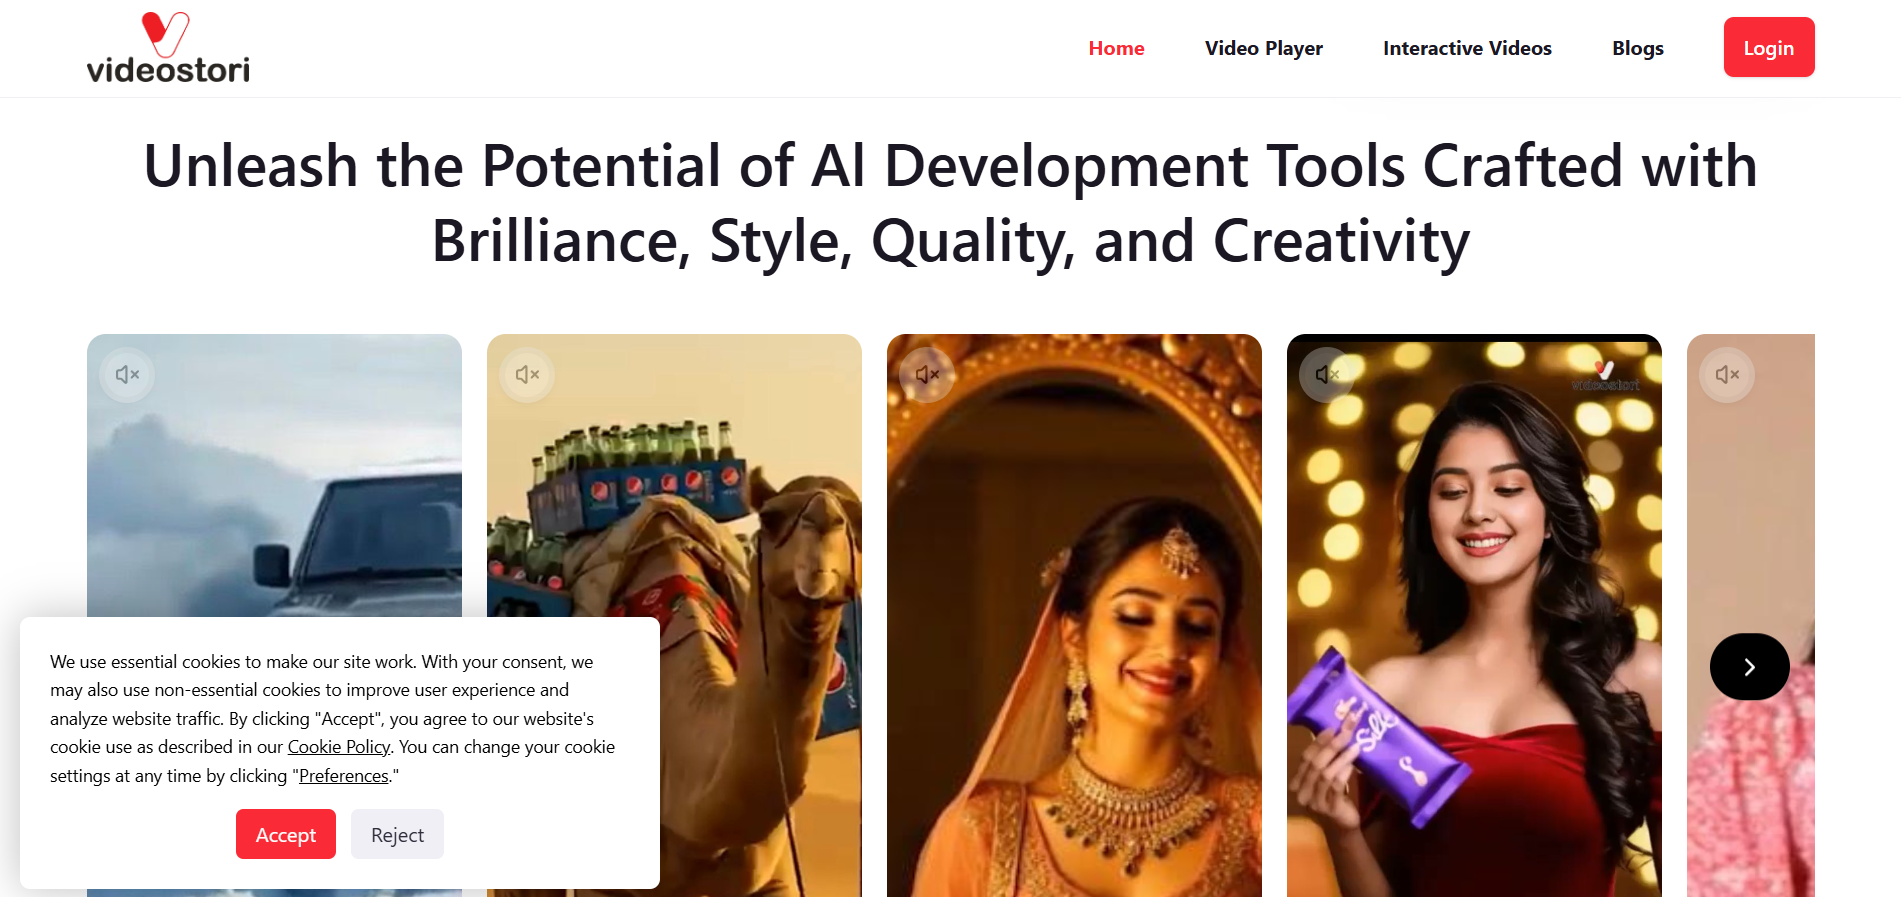 videostori
Home
Video Player
Interactive Videos
Blogs
Login
Unleash the Potential of Al Development Tools Crafted with
Brilliance, Style, Quality, and Creativity
videostori
Silk
We use essential cookies to make our site work. With your consent, we
may also use non-essential cookies to improve user experience and
analyze website traffic. By clicking "Accept", you agree to our website's
cookie use as described in our Cookie Policy. You can change your cookie
settings at any time by clicking "Preferences."
Accept
Reject